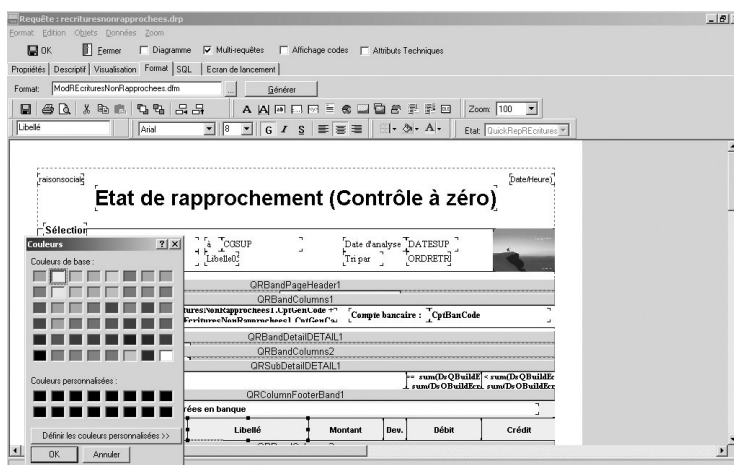 Requête : recrituresnonrapprochees.drp
Format Edition Objets Données Zoom
OK Fermer Diagramme Multi-requêtes Affichage codes Attributs Techniques
Propriétés Descriptif Visualisation Format SQL Ecran de lancement
Format: ModREcrituresNonRapprochees.dfm ... Générer
Zoom: 100
Libellé Arial 8 G I S Etat: QuickRepREcritures
raisonsociale Date/Heure
Etat de rapprochement (Contrôle à zéro)
Sélection
à CGSUP Date d'analyse DATESUP
Libelle02 Tri par ORDRETRI
QRBandPageHeader1
QRBandColumns1
Compte bancaire : CptBanCode
QRBandDetailDETAIL1
QRBandColumns2
QRSubDetailDETAIL1
QRColumnFooterBand1
rées en banque
Libellé Montant Dev. Débit Crédit
Couleurs
Couleurs de base :
Couleurs personnalisées :
Définir les couleurs personnalisées >>
OK Annuler